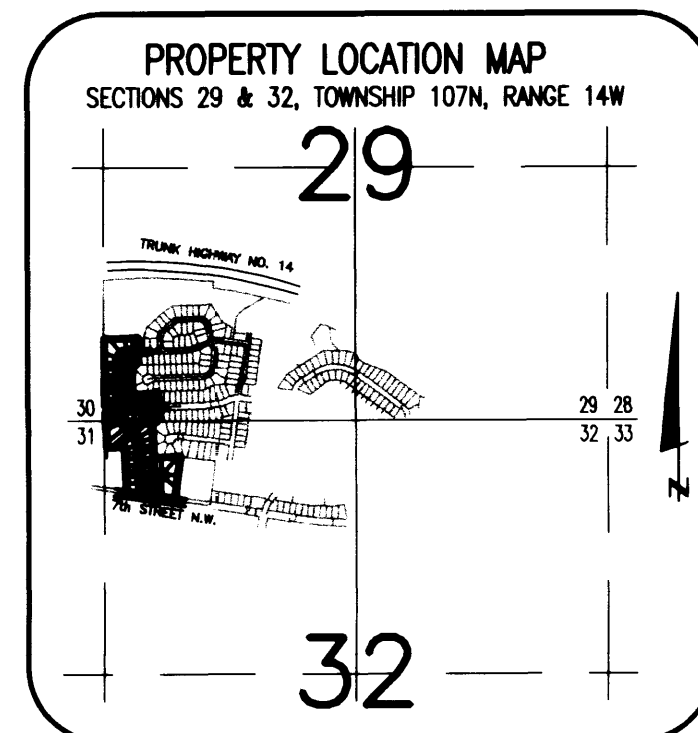 PROPERTY LOCATION MAP
SECTIONS 29 & 32, TOWNSHIP 107N, RANGE 14W
29
TRUNK HIGHWAY NO. 14
30
29 28
31
32 33
7th STREET N.W.
N
32